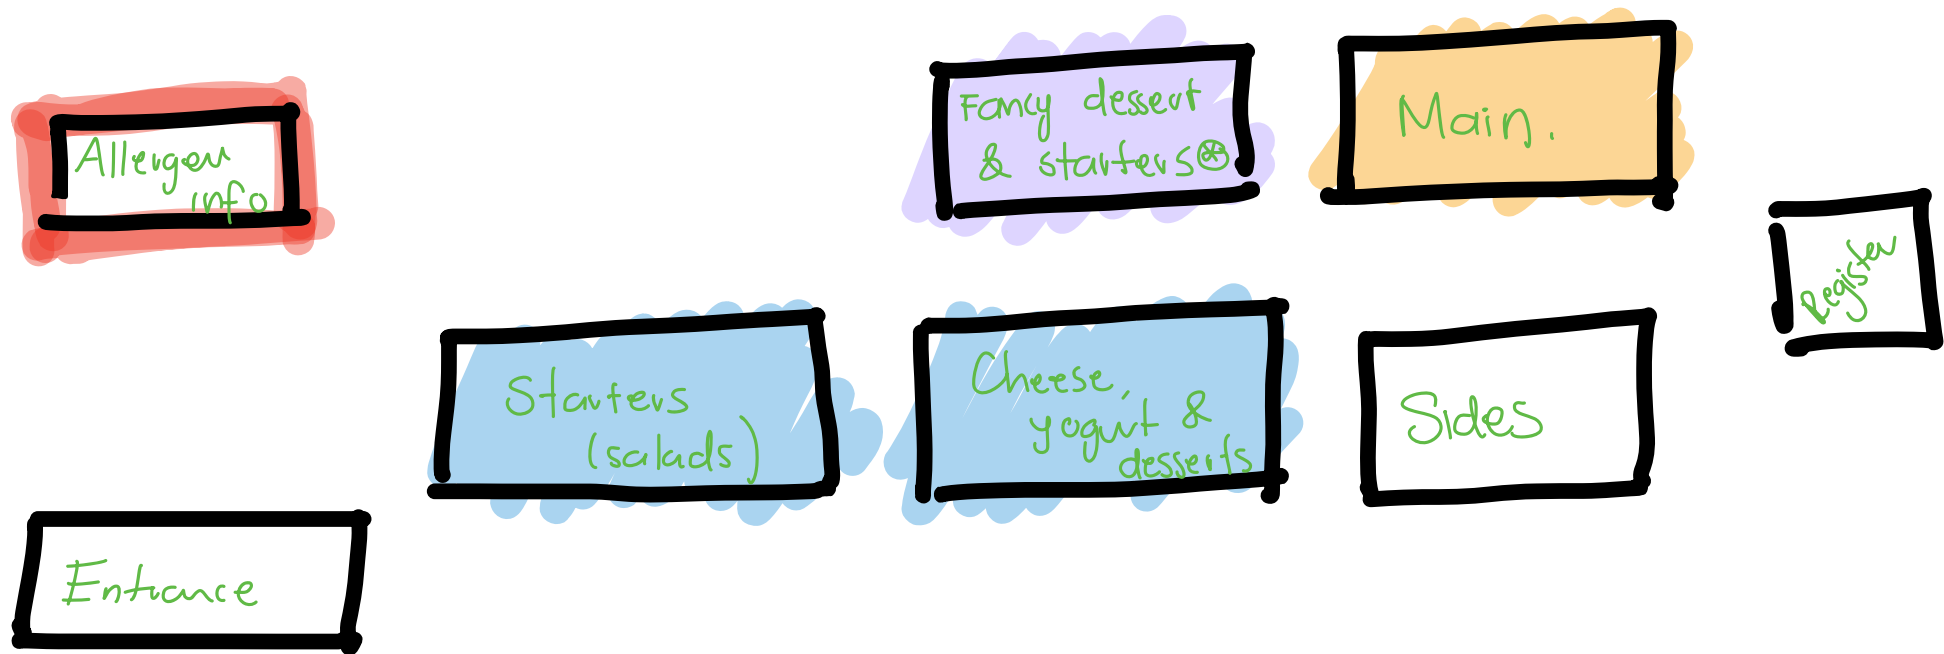 Allergen
info
Fancy dessert
& starters*
Main.
Register
Starters
(salads)
Cheese,
yogurt &
desserts
Sides
Entrance